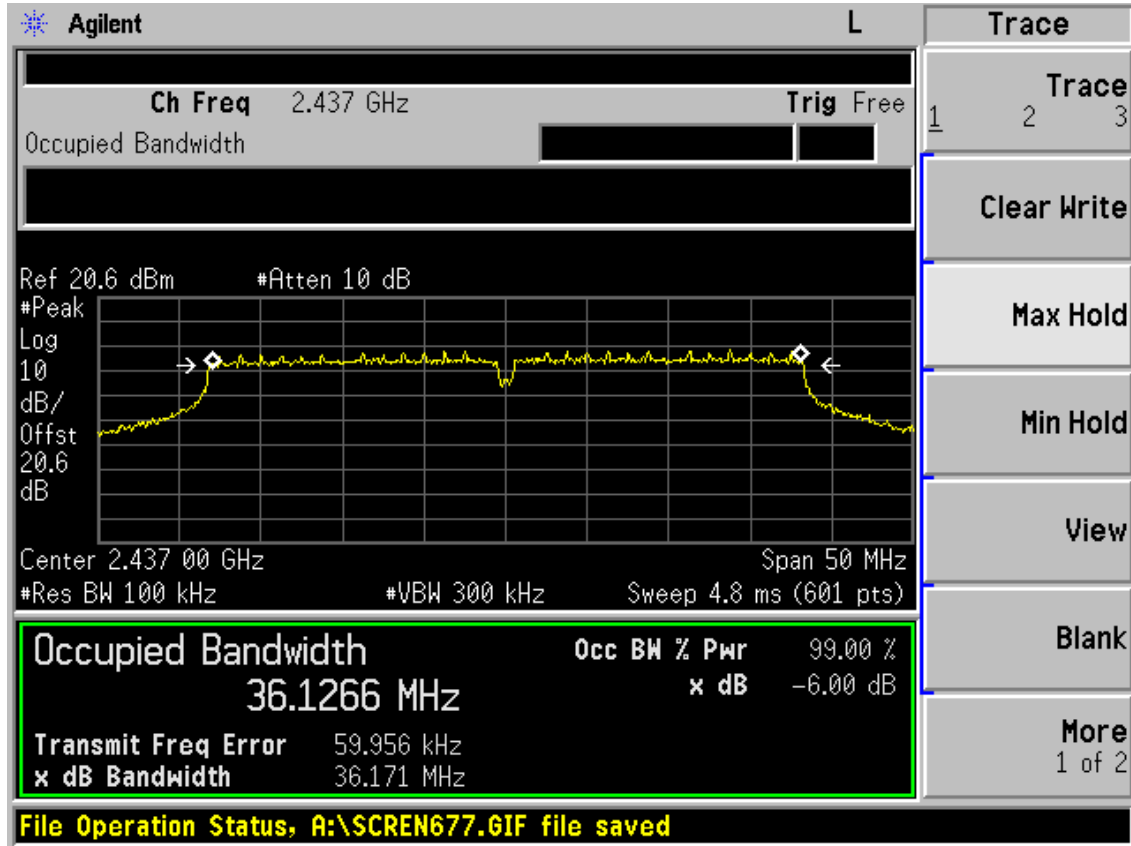 Agilent L Trace
Ch Freq 2.437 GHz Trig Free
Occupied Bandwidth
Trace
1 2 3
Clear Write
Max Hold
Min Hold
View
Blank
More
1 of 2
Ref 20.6 dBm #Atten 10 dB
#Peak
Log
10
dB/
Offst
20.6
dB
Center 2.437 00 GHz Span 50 MHz
#Res BW 100 kHz #VBW 300 kHz Sweep 4.8 ms (601 pts)
Occupied Bandwidth Occ BW % Pwr 99.00 %
36.1266 MHz x dB -6.00 dB
Transmit Freq Error 59.956 kHz
x dB Bandwidth 36.171 MHz
File Operation Status, A:\SCREN677.GIF file saved